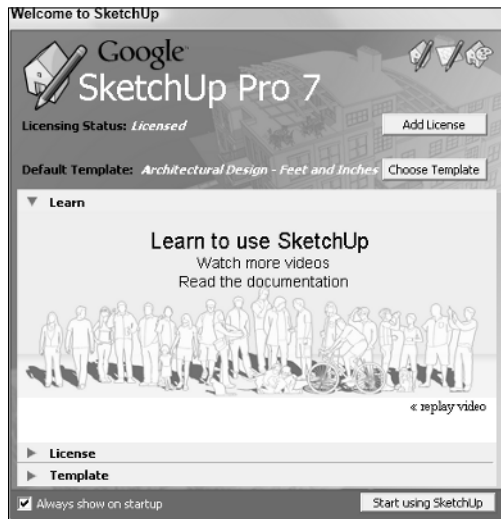 Welcome to SketchUp
Google
SketchUp Pro 7
Licensing Status: Licensed
Add License
Default Template: Architectural Design - Feet and Inches
Choose Template
Learn
Learn to use SketchUp
Watch more videos
Read the documentation
« replay video
License
Template
Always show on startup
Start using SketchUp